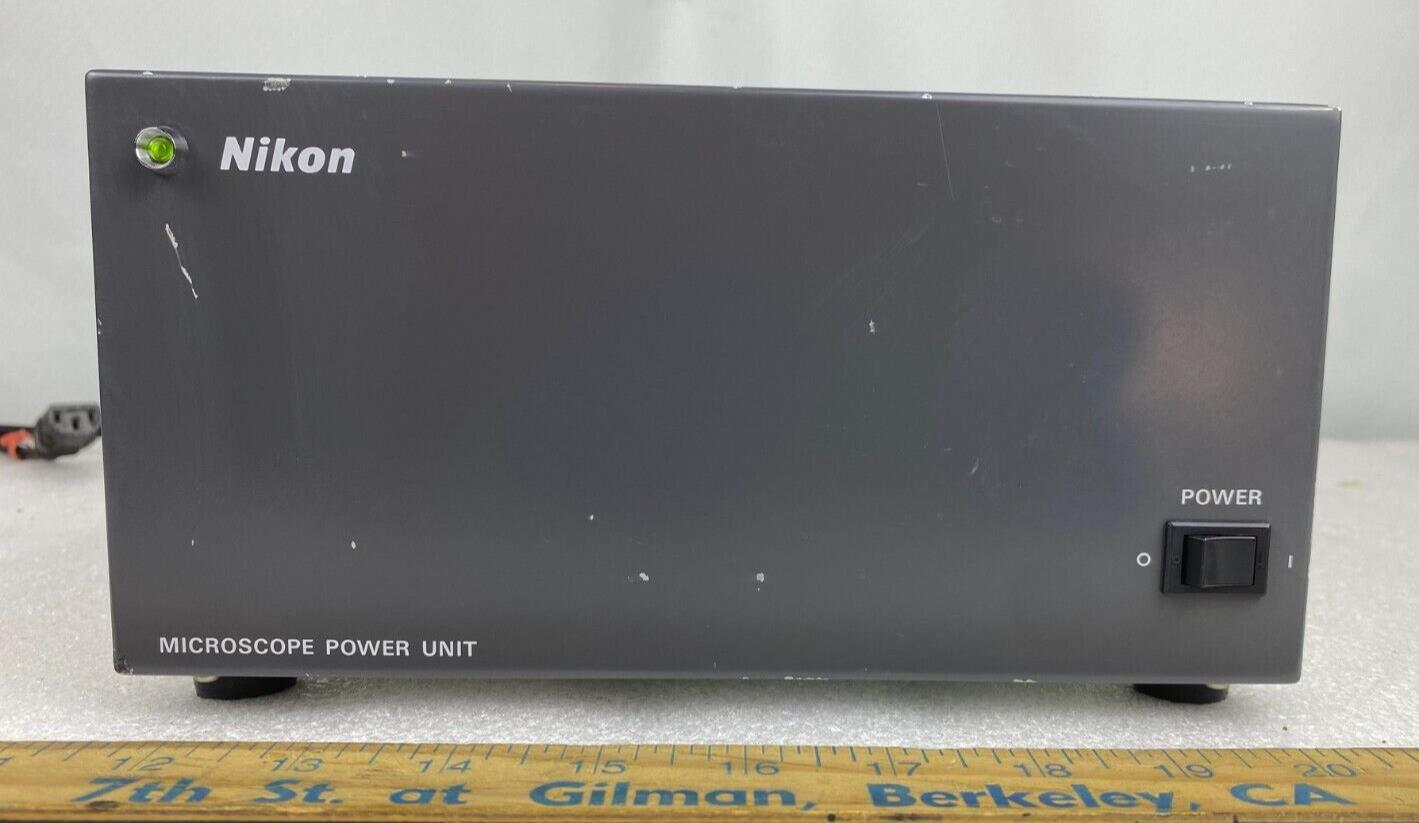 Nikon
POWER
O I
MICROSCOPE POWER UNIT
12 13 14 15 16 17 18 19 20
7th St. at Gilman, Berkeley, CA